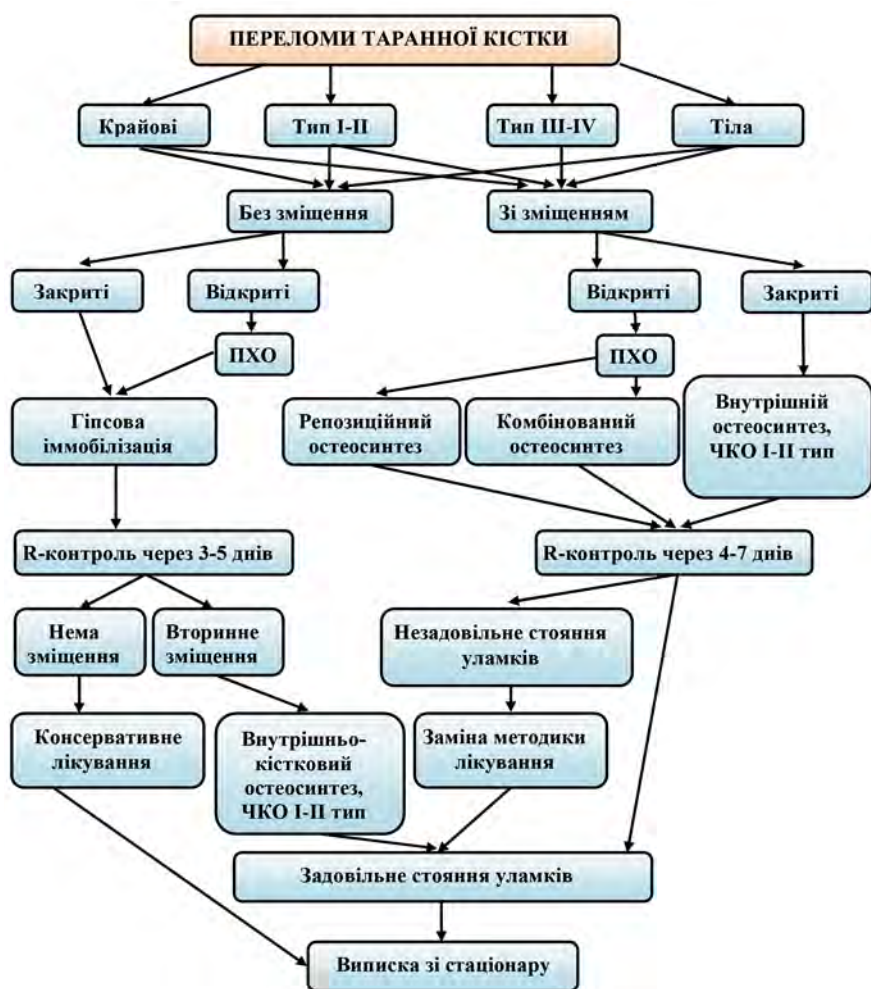 ПЕРЕЛОМИ ТАРАННОЇ КІСТКИ
Крайові
Тип I-II
Тип III-IV
Тіла
Без зміщення
Зі зміщенням
Закриті
Відкриті
Відкриті
Закриті
ПХО
ПХО
Гіпсова
іммобілізація
Репозиційний
остеосинтез
Комбінований
остеосинтез
Внутрішній
остеосинтез,
ЧКО I-II тип
R-контроль через 3-5 днів
R-контроль через 4-7 днів
Нема
зміщення
Вторинне
зміщення
Незадовільне стояння
уламків
Консервативне
лікування
Внутрішньо-
кістковий
остеосинтез,
ЧКО I-II тип
Заміна методики
лікування
Задовільне стояння уламків
Виписка зі стаціонару